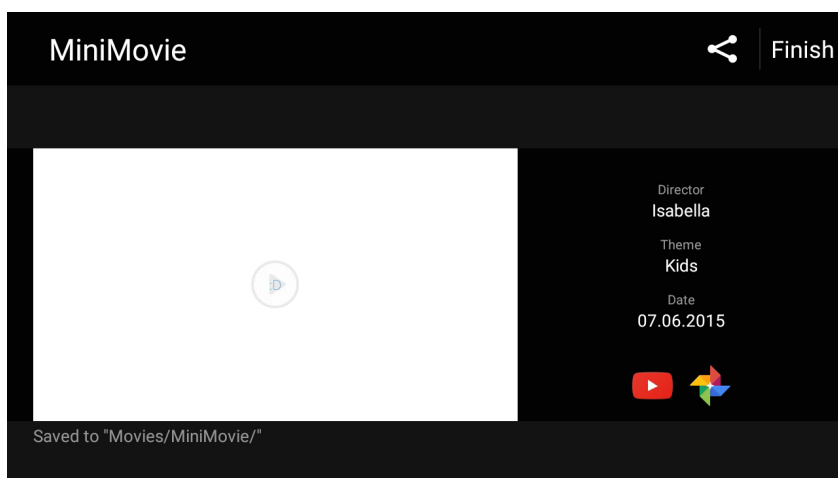 MiniMovie
Finish
Director
Isabella
Theme
Kids
Date
07.06.2015
Saved to "Movies/MiniMovie/"